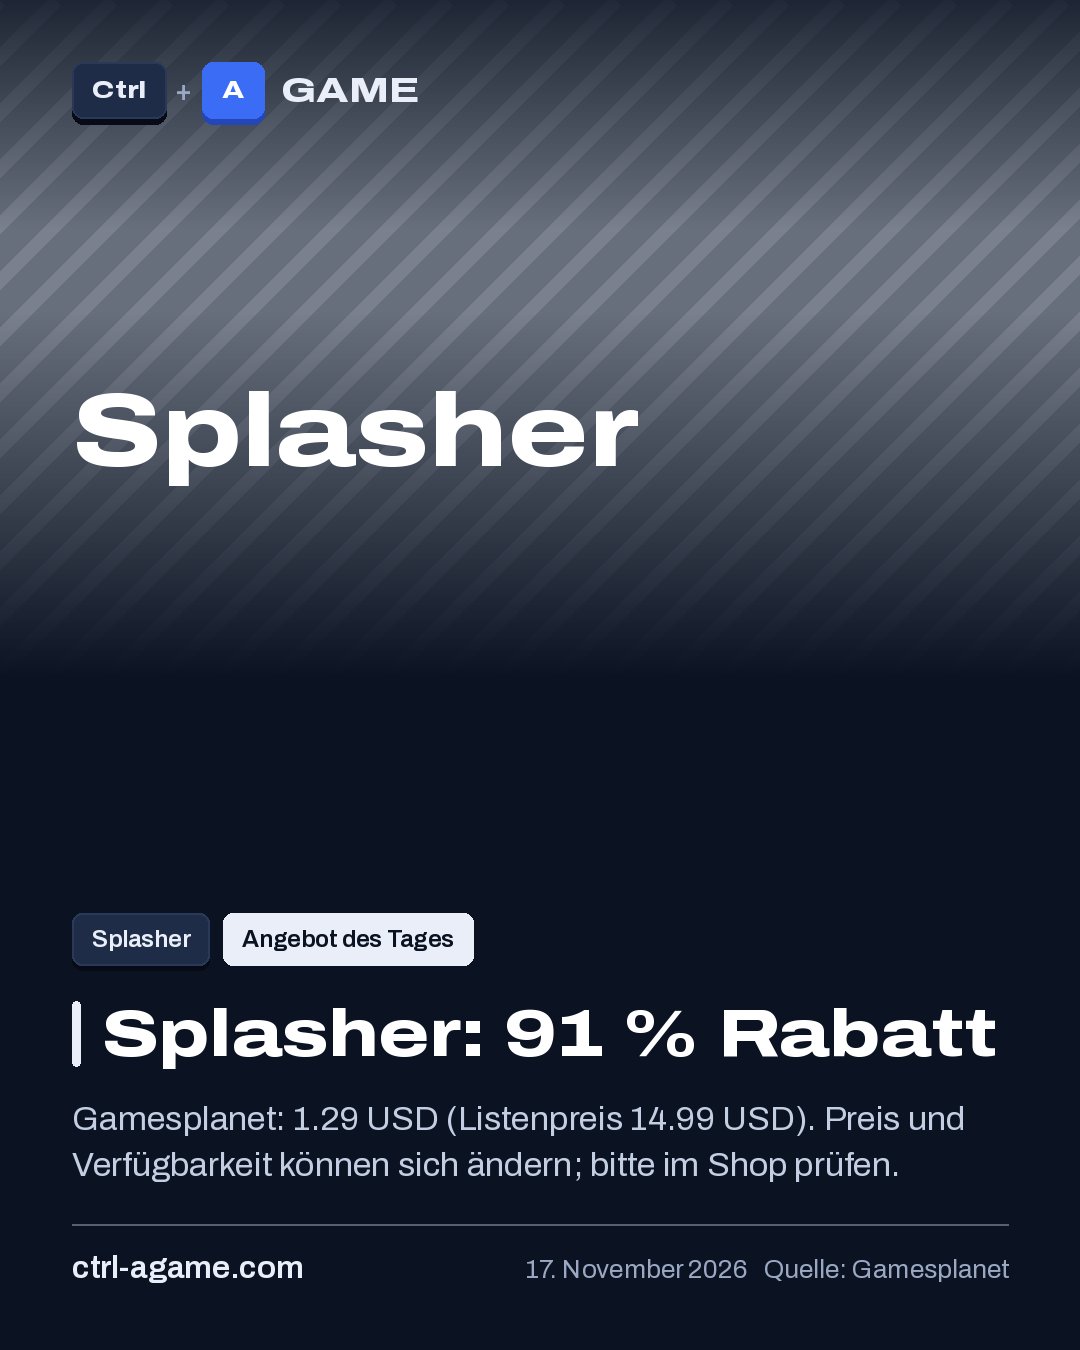 Ctrl + A GAME
Splasher
Splasher Angebot des Tages
Splasher: 91 % Rabatt
Gamesplanet: 1.29 USD (Listenpreis 14.99 USD). Preis und
Verfügbarkeit können sich ändern; bitte im Shop prüfen.
ctrl-agame.com 17. November 2026 Quelle: Gamesplanet